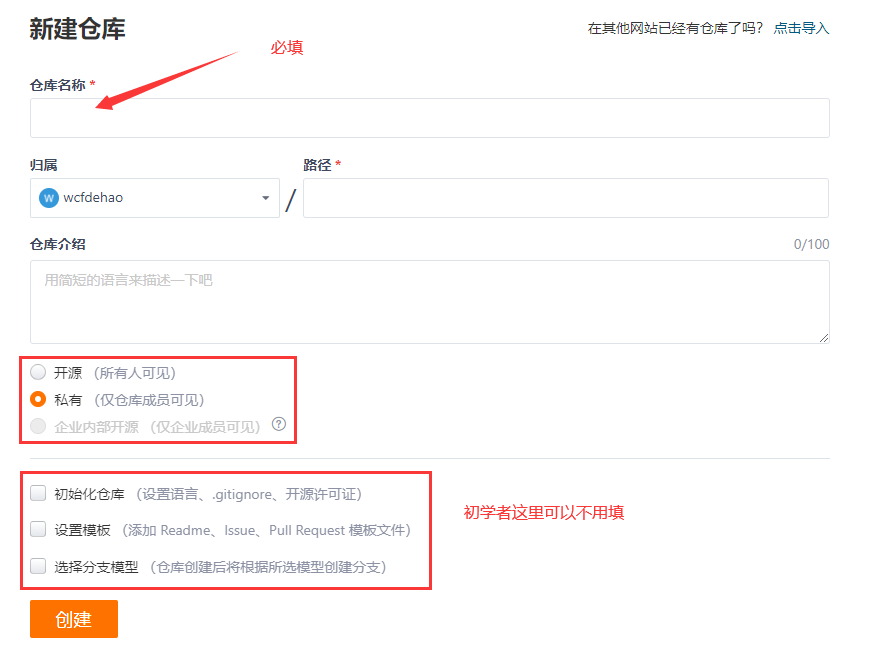 新建仓库
在其他网站已经有仓库了吗? 点击导入
必填
仓库名称 *
归属
路径 *
W wcfdehao
/
仓库介绍
0/100
用简短的语言来描述一下吧
开源 (所有人可见)
私有 (仅仓库成员可见)
企业内部开源 (仅企业成员可见) ?
初始化仓库 (设置语言、.gitignore、开源许可证)
初学者这里可以不用填
设置模板 (添加 Readme、Issue、Pull Request 模板文件)
选择分支模型 (仓库创建后将根据所选模型创建分支)
创建